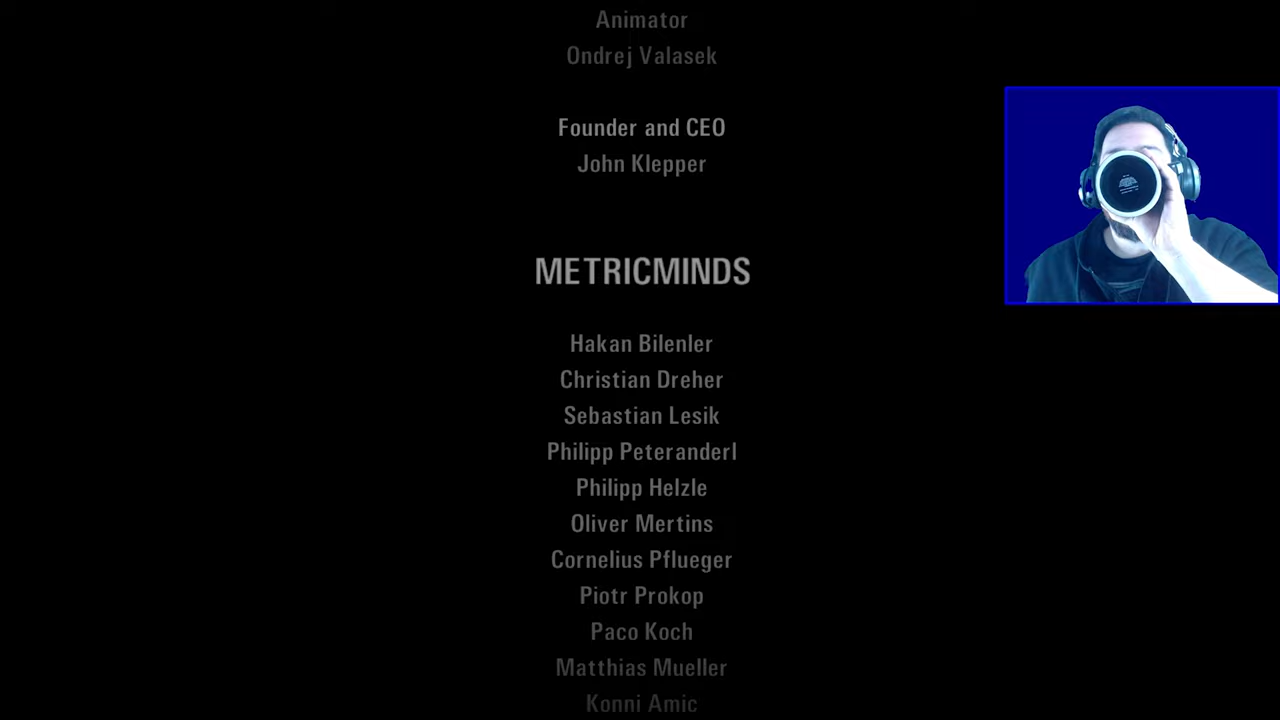 Animator
Ondrej Valasek
Founder and CEO
John Klepper
METRICMINDS
Hakan Bilenler
Christian Dreher
Sebastian Lesik
Philipp Peteranderl
Philipp Helzle
Oliver Mertins
Cornelius Pflueger
Piotr Prokop
Paco Koch
Matthias Mueller
Konni Amic